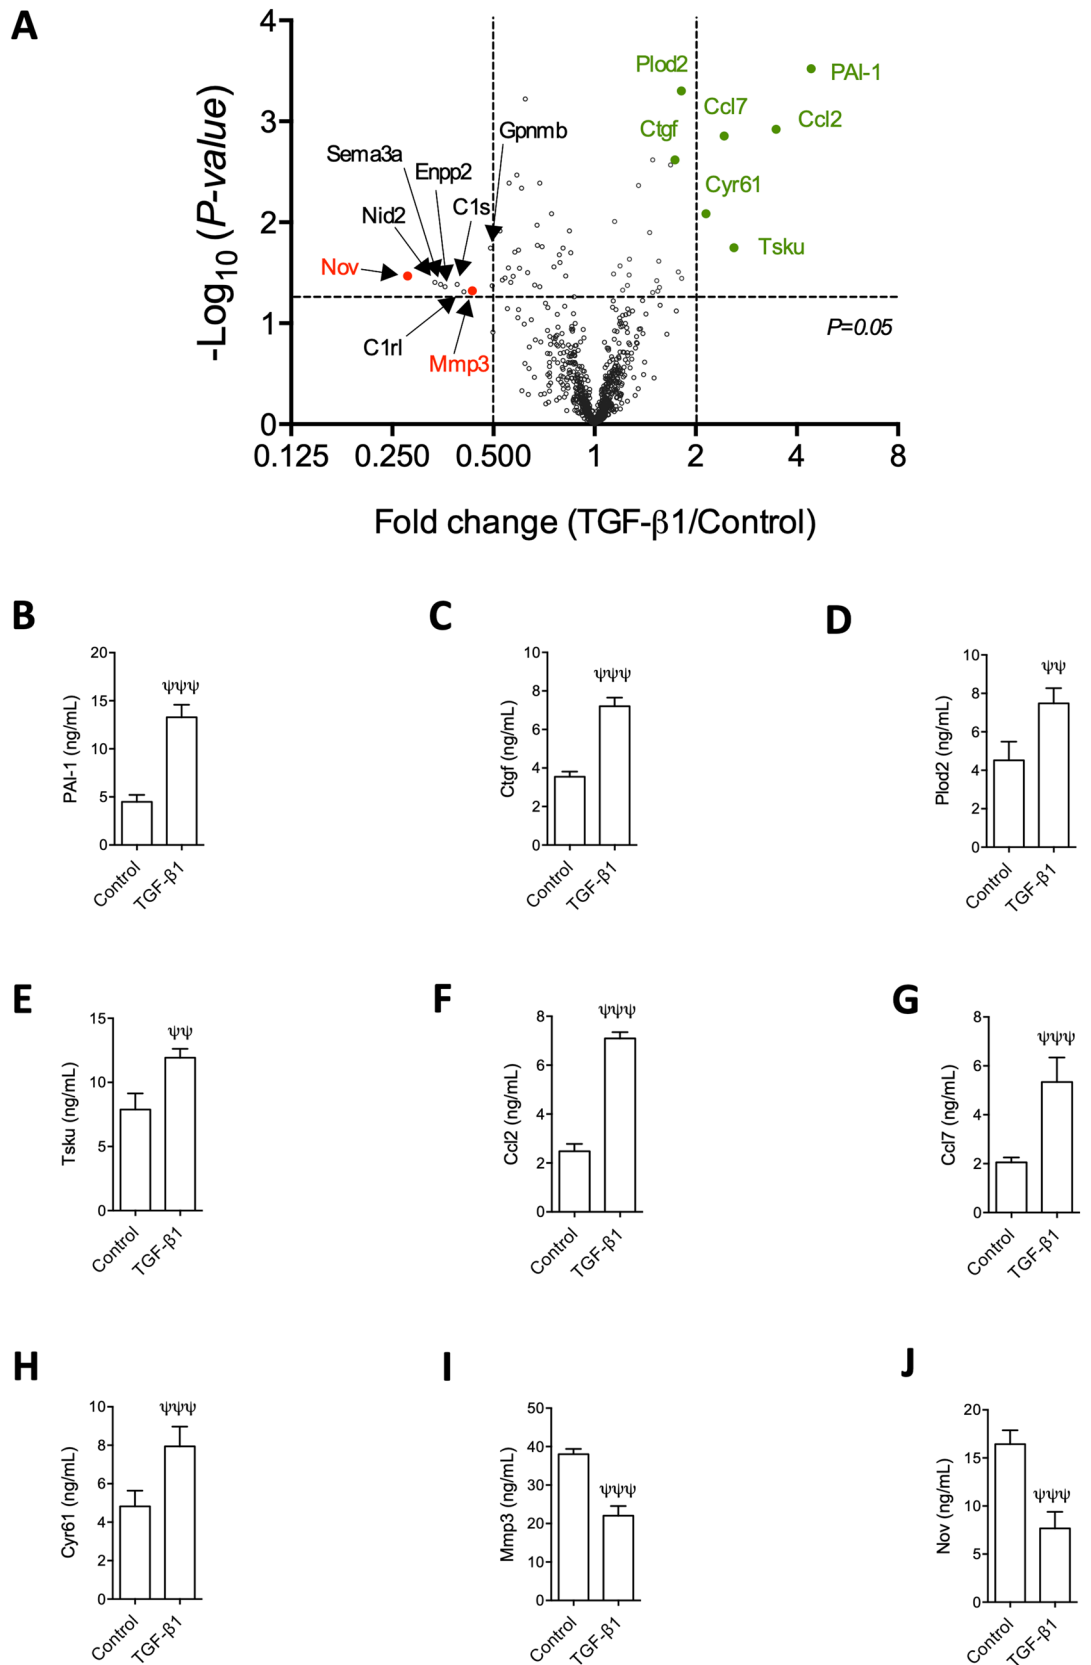 A
-Log10 (P-value)
4
3
2
1
0
0.125 0.250 0.500 1 2 4 8
Fold change (TGF-β1/Control)
Plod2
PAI-1
Ccl7
Ccl2
Ctgf
Gpnmb
Sema3a
Enpp2
Cyr61
C1s
Nid2
Tsku
Nov
P=0.05
C1rl
Mmp3
B
PAI-1 (ng/mL)
20
15
10
5
0
ψψψ
Control
TGF-β1
C
Ctgf (ng/mL)
10
8
6
4
2
0
ψψψ
Control
TGF-β1
D
Plod2 (ng/mL)
10
8
6
4
2
0
ψψ
Control
TGF-β1
E
Tsku (ng/mL)
15
10
5
0
ψψ
Control
TGF-β1
F
Ccl2 (ng/mL)
8
6
4
2
0
ψψψ
Control
TGF-β1
G
Ccl7 (ng/mL)
8
6
4
2
0
ψψψ
Control
TGF-β1
H
Cyr61 (ng/mL)
10
8
6
4
2
0
ψψψ
Control
TGF-β1
I
Mmp3 (ng/mL)
50
40
30
20
10
0
ψψψ
Control
TGF-β1
J
Nov (ng/mL)
20
15
10
5
0
ψψψ
Control
TGF-β1